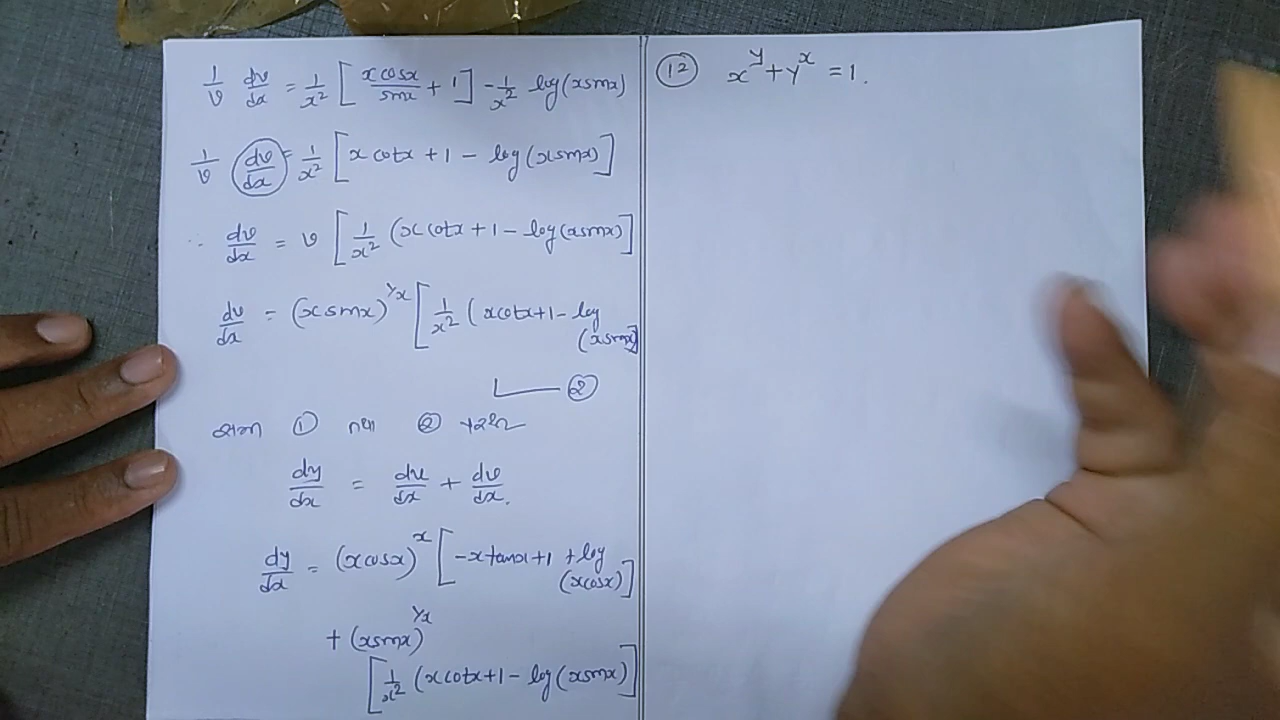 1/v dv/dx = 1/x² [ x cosx / sinx + 1 ] - 1/x² log(x sinx)
1/v dv/dx = 1/x² [ x cotx + 1 - log(x sinx) ]
∴ dv/dx = v [ 1/x² (x cotx + 1 - log(x sinx) ]
dv/dx = (x sinx)^1/x [ 1/x² ( x cotx + 1 - log (x sinx) ]
②
① ②
dy/dx = du/dx + dv/dx.
dy/dx = (x cosx)^x [ -x tanx + 1 + log (x cosx) ]
+ (x sinx)^1/x
[ 1/x² (x cotx + 1 - log(x sinx) ]
⑫ x^y + y^x = 1.